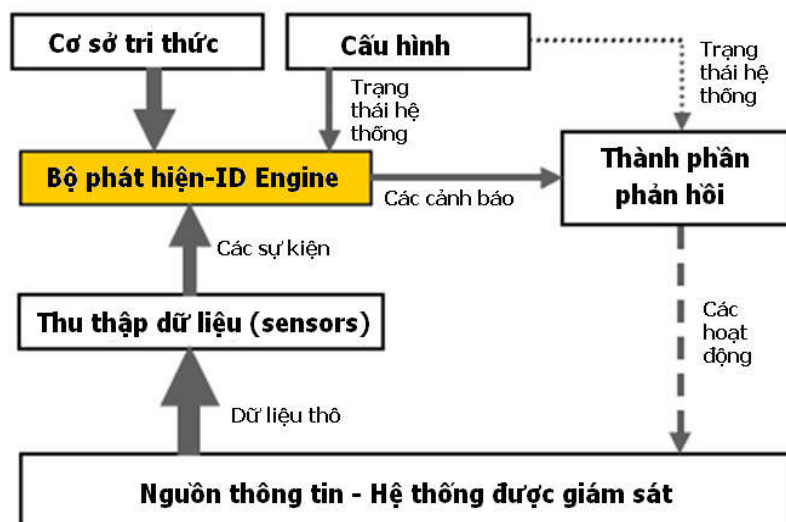 Cơ sở tri thức
Cấu hình
Trạng
thái hệ
thống
Trạng
thái hệ
thống
Bộ phát hiện-ID Engine
Các cảnh báo
Thành phần
phản hồi
Các sự kiện
Thu thập dữ liệu (sensors)
Các
hoạt
động
Dữ liệu thô
Nguồn thông tin - Hệ thống được giám sát